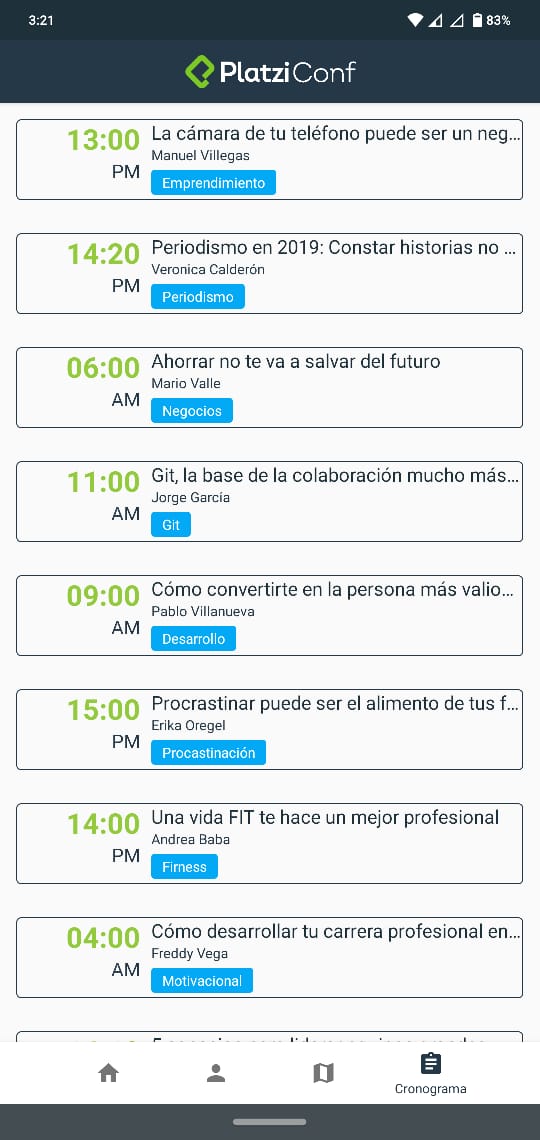 3:21
83%
PlatziConf
13:00
PM
La cámara de tu teléfono puede ser un neg...
Manuel Villegas
Emprendimiento
14:20
PM
Periodismo en 2019: Constar historias no ...
Veronica Calderón
Periodismo
06:00
AM
Ahorrar no te va a salvar del futuro
Mario Valle
Negocios
11:00
AM
Git, la base de la colaboración mucho más...
Jorge García
Git
09:00
AM
Cómo convertirte en la persona más valio...
Pablo Villanueva
Desarrollo
15:00
PM
Procrastinar puede ser el alimento de tus f...
Erika Oregel
Procastinación
14:00
PM
Una vida FIT te hace un mejor profesional
Andrea Baba
Firness
04:00
AM
Cómo desarrollar tu carrera profesional en...
Freddy Vega
Motivacional
Cronograma